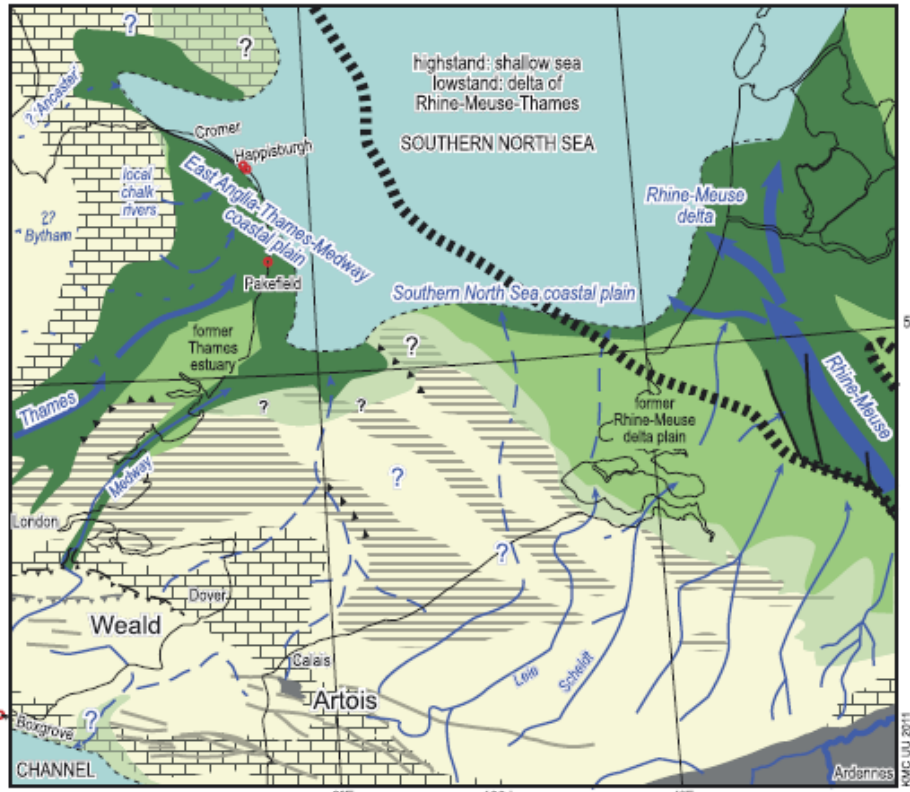 ?
?
? 'Ancaster'
highstand: shallow sea
lowstand: delta of
Rhine-Meuse-Thames
SOUTHERN NORTH SEA
Cromer
Happisburgh
local
chalk
rivers
East Anglia-Thames-Medway
coastal plain
Rhine-Meuse
delta
2?
Bytham
Pakefield
Southern North Sea coastal plain
former
Thames
estuary
?
Rhine-Meuse
Thames
?
?
former
Rhine-Meuse
delta plain
Medway
?
London
?
Dover
Weald
Calais
Leie
Scheldt
Artois
?
Boxgrove
CHANNEL
Ardennes
KMC UU 2011